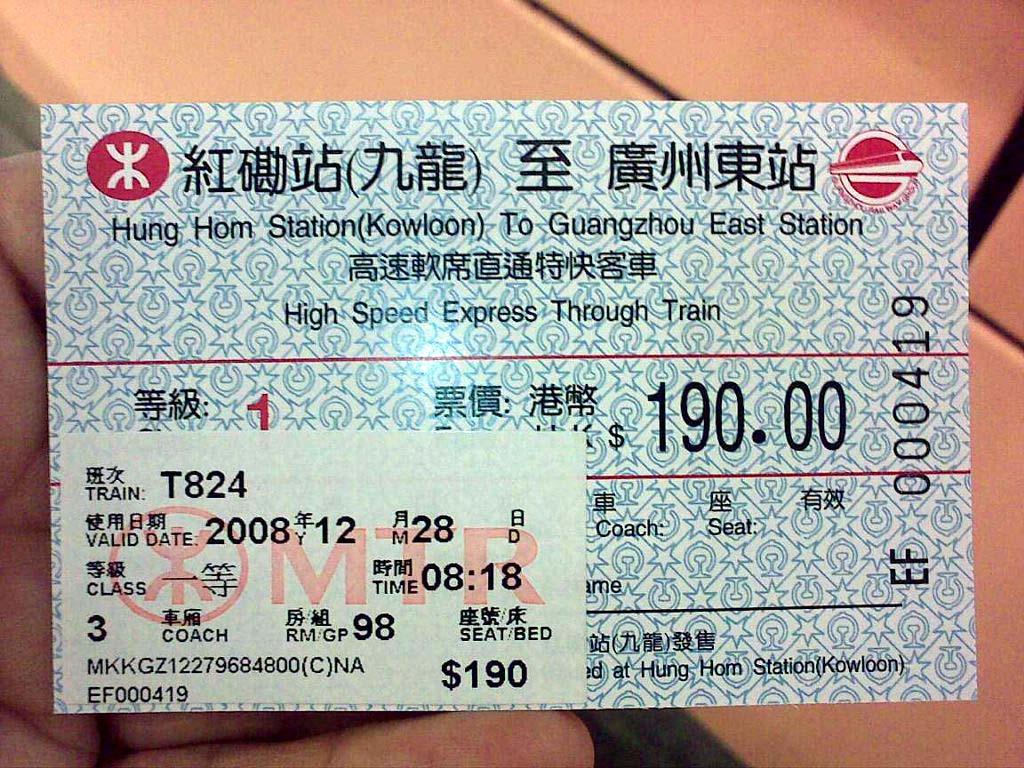 紅磡站(九龍) 至 廣州東站
Hung Hom Station(Kowloon) To Guangzhou East Station
高速軟席直通特快客車
High Speed Express Through Train
等級: 1 票價: 港幣 $ 190.00
EF 000419
車 座 有效
Coach: Seat:
站(九龍)發售
at Hung Hom Station(Kowloon)
MTR
班次
TRAIN: T824
使用日期 年 月 日
VALID DATE: 2008 Y 12 M 28 D
等級 時間
CLASS 一等 TIME 08:18
車廂 房/組 座號/床
3 COACH RM/GP 98 SEAT/BED
MKKGZ12279684800(C)NA $190
EF000419